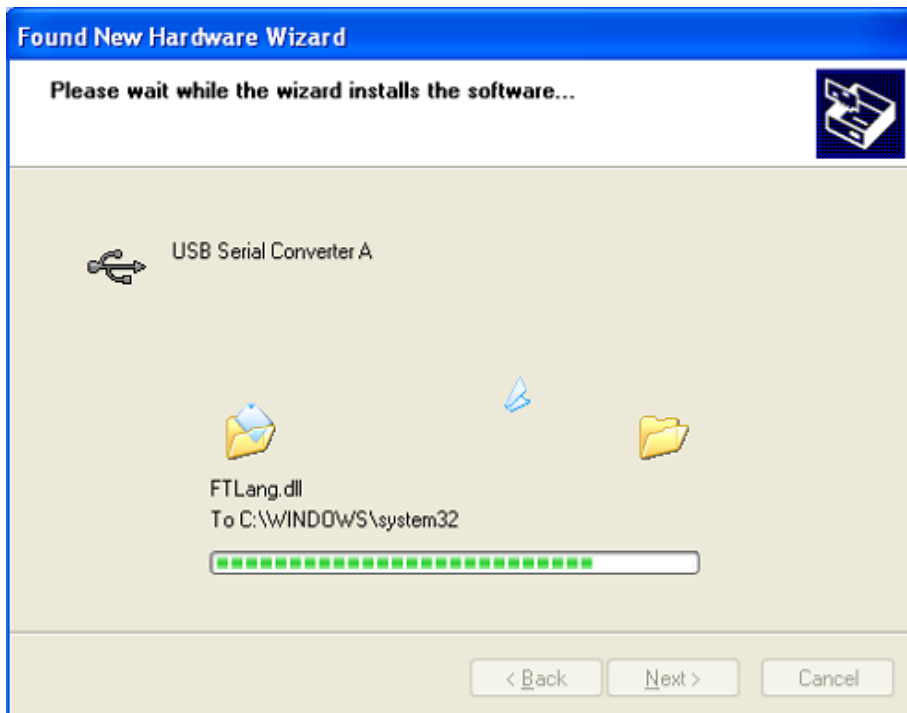 Found New Hardware Wizard
Please wait while the wizard installs the software...
USB Serial Converter A
FTLang.dll
To C:\WINDOWS\system32
< Back
Next >
Cancel